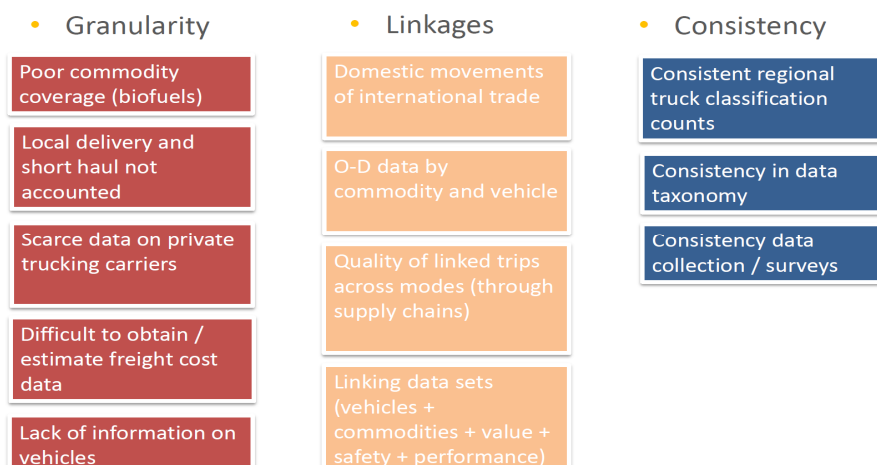 • Granularity
Poor commodity
coverage (biofuels)
Local delivery and
short haul not
accounted
Scarce data on private
trucking carriers
Difficult to obtain /
estimate freight cost
data
Lack of information on
vehicles
• Linkages
Domestic movements
of international trade
O-D data by
commodity and vehicle
Quality of linked trips
across modes (through
supply chains)
Linking data sets
(vehicles +
commodities + value +
safety + performance)
• Consistency
Consistent regional
truck classification
counts
Consistency in data
taxonomy
Consistency data
collection / surveys